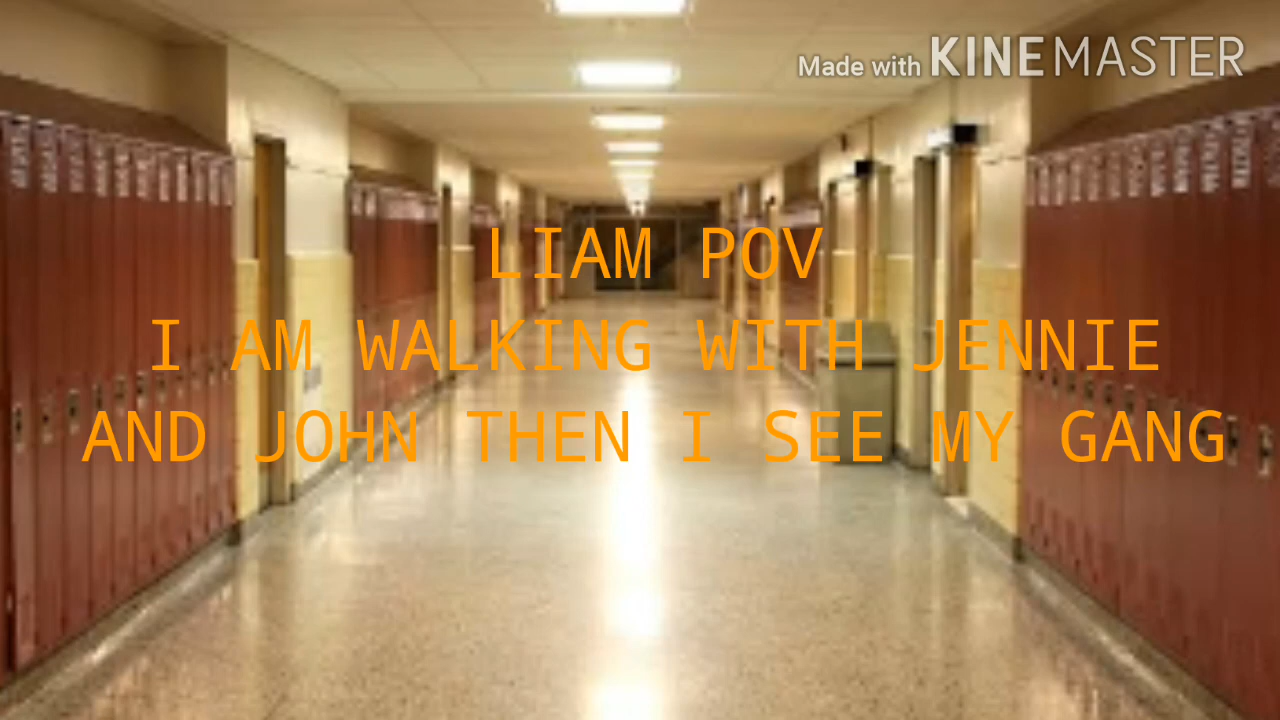 Made with KINEMASTER
LIAM POV
I AM WALKING WITH JENNIE
AND JOHN THEN I SEE MY GANG